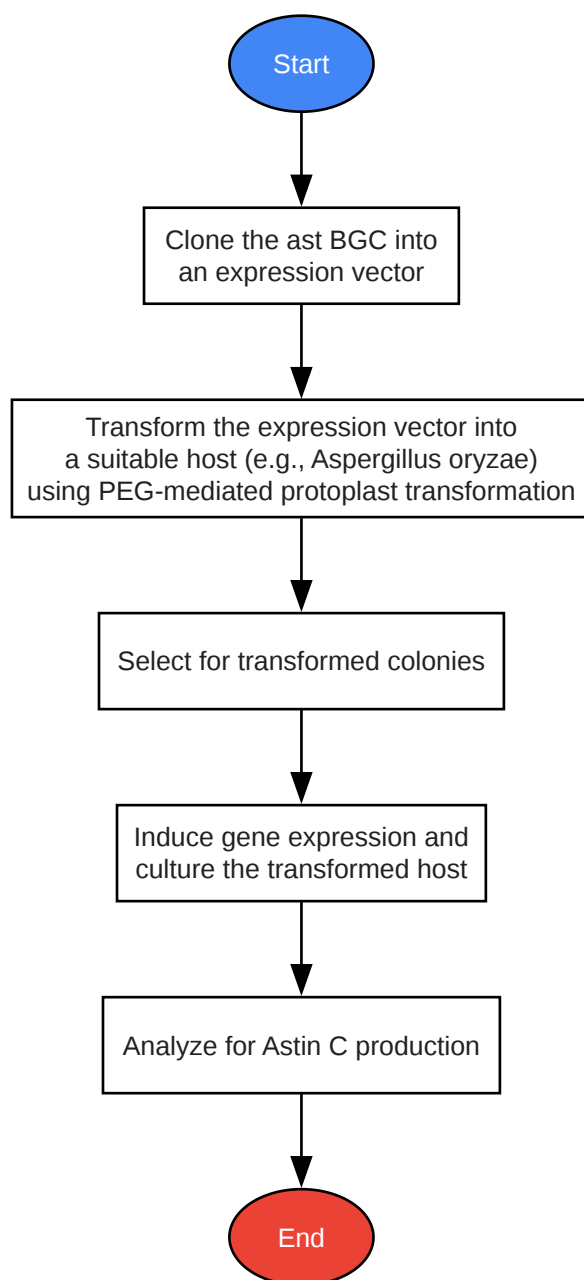 Start
Clone the ast BGC into
an expression vector
Transform the expression vector into
a suitable host (e.g., Aspergillus oryzae)
using PEG-mediated protoplast transformation
Select for transformed colonies
Induce gene expression and
culture the transformed host
Analyze for Astin C production
End